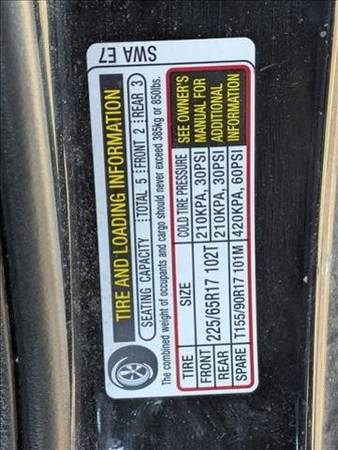 SWA E7
TIRE AND LOADING INFORMATION
SEATING CAPACITY TOTAL 5 FRONT 2 REAR 3
The combined weight of occupants and cargo should never exceed 385kg or 850lbs.
TIRE SIZE COLD TIRE PRESSURE
FRONT 225/65R17 102T 210KPA, 30PSI
REAR 210KPA, 30PSI
SPARE T155/90R17 101M 420KPA, 60PSI
SEE OWNER'S
MANUAL FOR
ADDITIONAL
INFORMATION